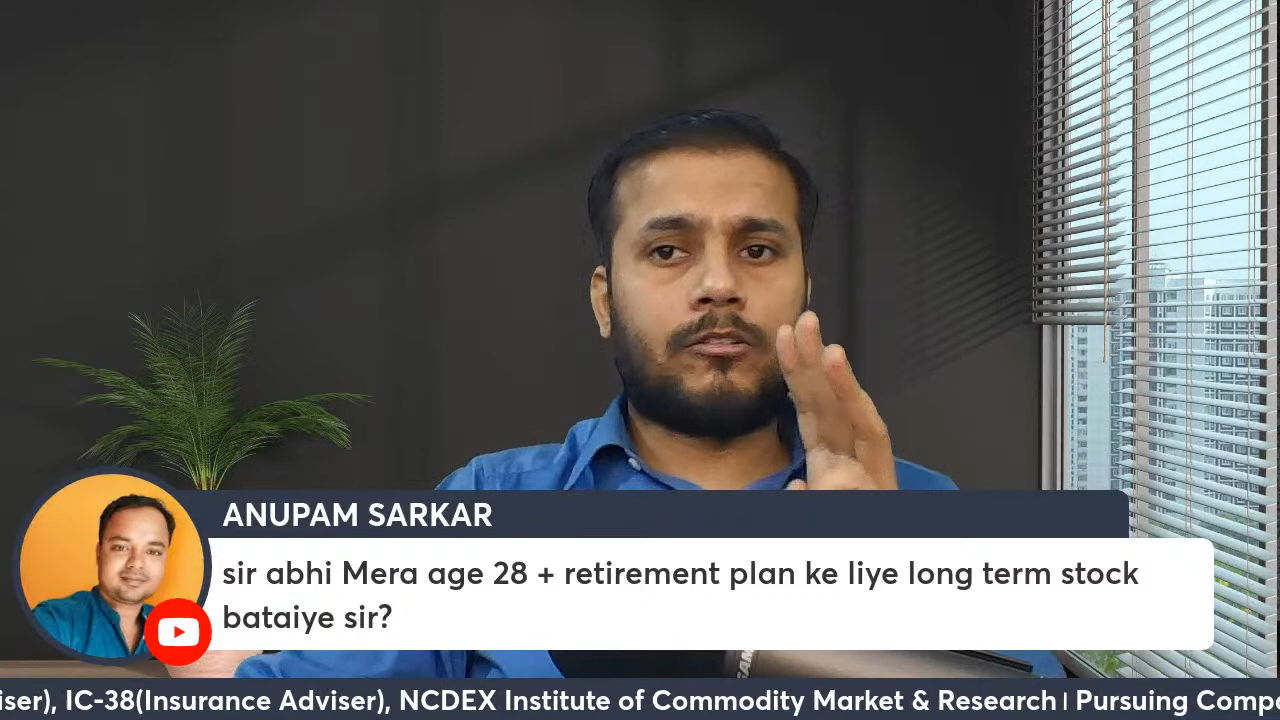 ANUPAM SARKAR
sir abhi Mera age 28 + retirement plan ke liye long term stock
bataiye sir?
iser), IC-38(Insurance Adviser), NCDEX Institute of Commodity Market & Research | Pursuing Comp